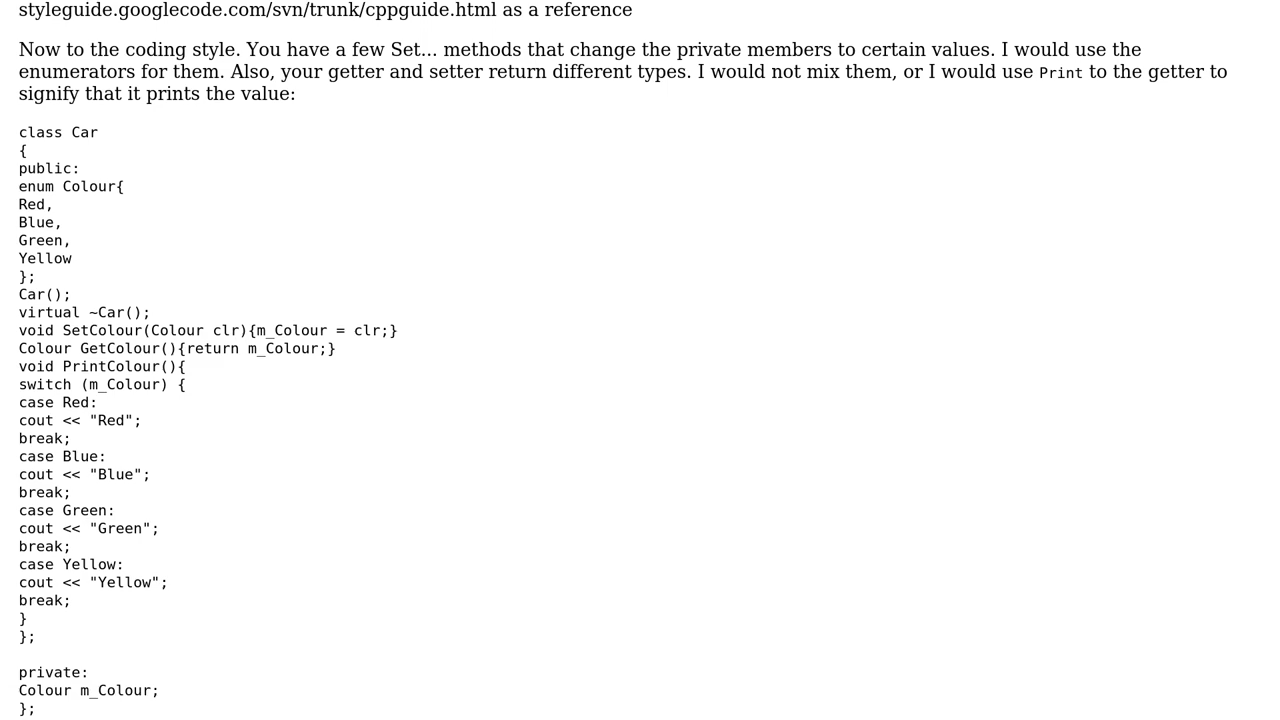 styleguide.googlecode.com/svn/trunk/cppguide.html as a reference
Now to the coding style. You have a few Set... methods that change the private members to certain values. I would use the
enumerators for them. Also, your getter and setter return different types. I would not mix them, or I would use Print to the getter to
signify that it prints the value:
class Car
{
public:
enum Colour{
Red,
Blue,
Green,
Yellow
};
Car();
virtual ~Car();
void SetColour(Colour clr){m_Colour = clr;}
Colour GetColour(){return m_Colour;}
void PrintColour(){
switch (m_Colour) {
case Red:
cout << "Red";
break;
case Blue:
cout << "Blue";
break;
case Green:
cout << "Green";
break;
case Yellow:
cout << "Yellow";
break;
}
};
private:
Colour m_Colour;
};